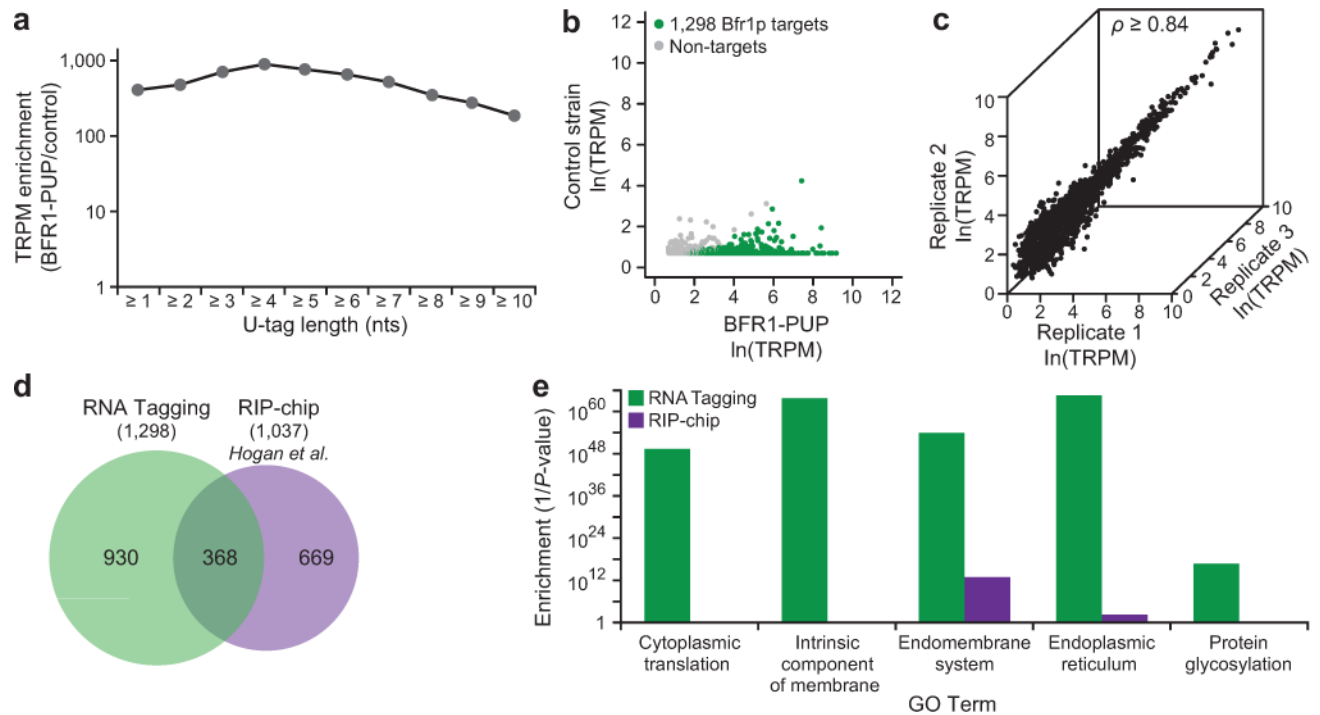 a
TRPM enrichment
(BFR1-PUP/control)
1,000
100
10
1
≥ 1 ≥ 2 ≥ 3 ≥ 4 ≥ 5 ≥ 6 ≥ 7 ≥ 8 ≥ 9 ≥ 10
U-tag length (nts)
b
Control strain
ln(TRPM)
12
10
8
6
4
2
0
1,298 Bfr1p targets
Non-targets
0 2 4 6 8 10 12
BFR1-PUP
ln(TRPM)
c
ρ ≥ 0.84
Replicate 2
ln(TRPM)
10
8
6
4
2
0
0 2 4 6 8 10
Replicate 1
ln(TRPM)
0 2 4 6 8 10
Replicate 3
ln(TRPM)
d
RNA Tagging
(1,298)
RIP-chip
(1,037)
Hogan et al.
930 368 669
e
Enrichment (1/P-value)
10^60
10^48
10^36
10^24
10^12
1
RNA Tagging
RIP-chip
Cytoplasmic
translation
Intrinsic
component
of membrane
Endomembrane
system
Endoplasmic
reticulum
Protein
glycosylation
GO Term